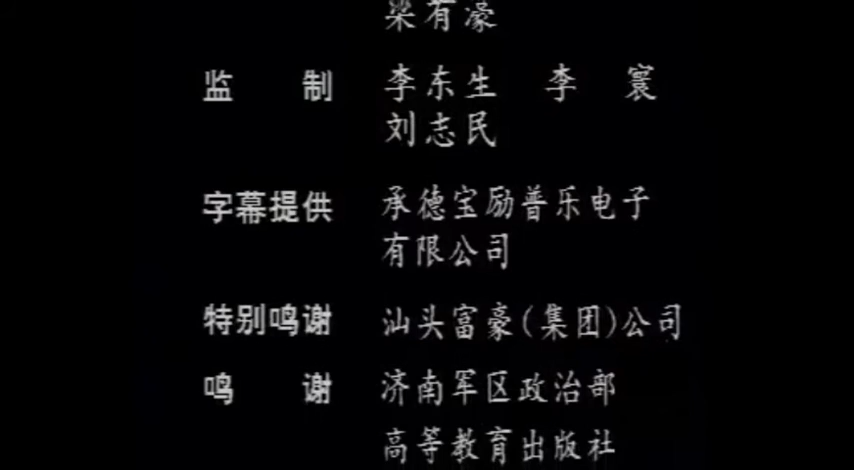 梁有濠
监 制 李东生 李 寰
刘志民
字幕提供 承德宝励普乐电子
有限公司
特别鸣谢 汕头富豪(集团)公司
鸣 谢 济南军区政治部
高等教育出版社